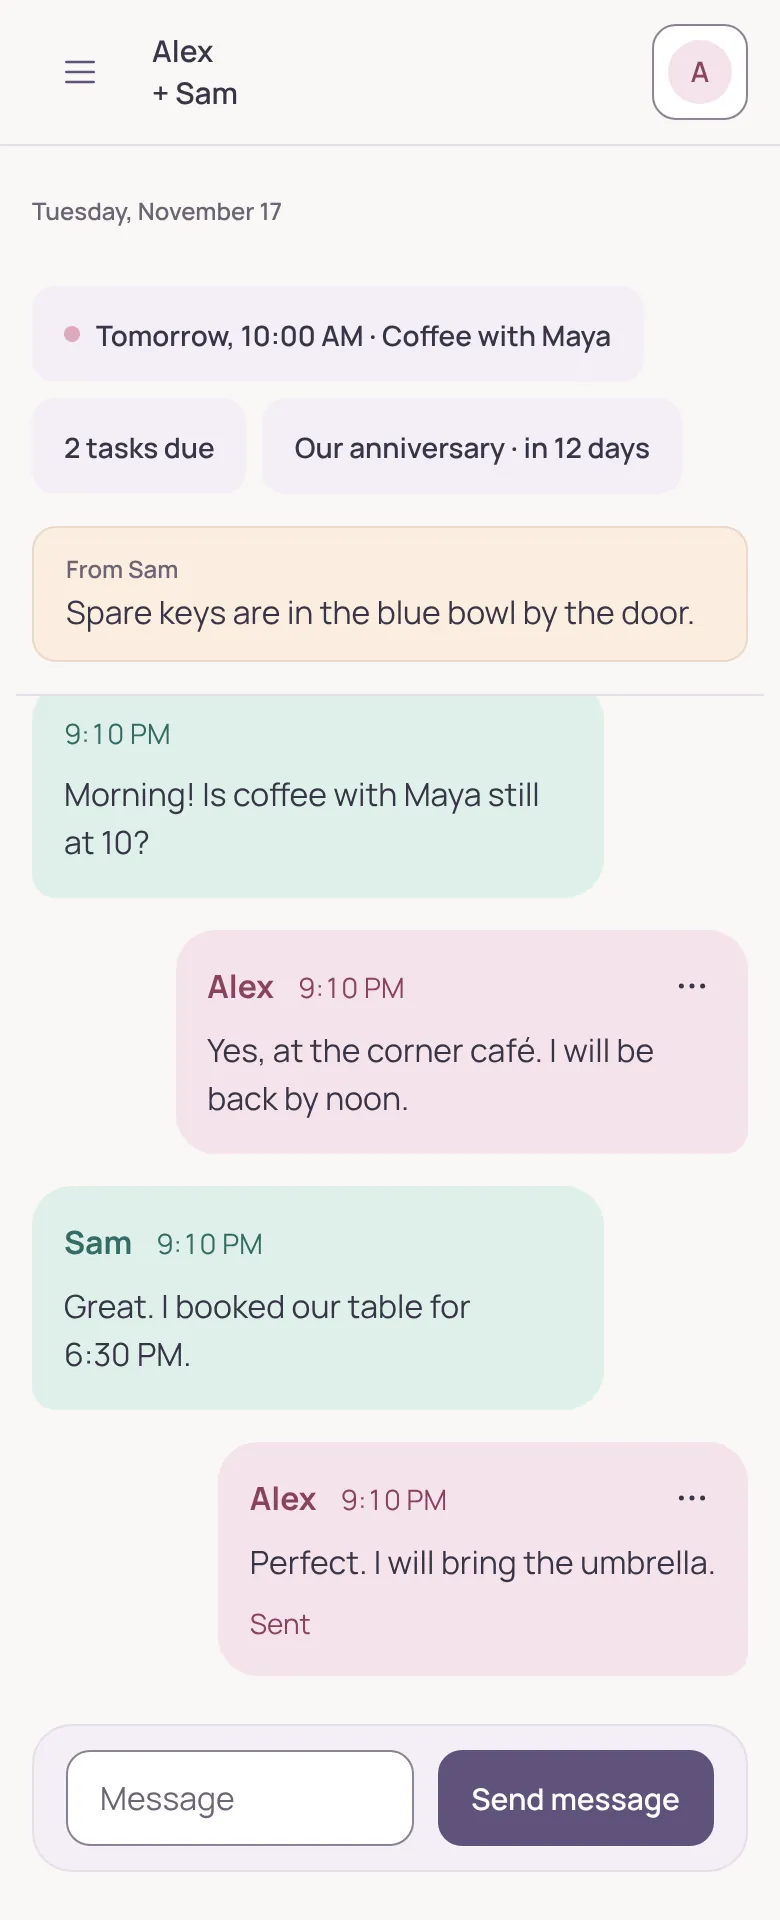 Alex
+ Sam
A
Tuesday, November 17
Tomorrow, 10:00 AM · Coffee with Maya
2 tasks due
Our anniversary · in 12 days
From Sam
Spare keys are in the blue bowl by the door.
9:10 PM
Morning! Is coffee with Maya still
at 10?
Alex 9:10 PM
Yes, at the corner café. I will be
back by noon.
Sam 9:10 PM
Great. I booked our table for
6:30 PM.
Alex 9:10 PM
Perfect. I will bring the umbrella.
Sent
Message
Send message